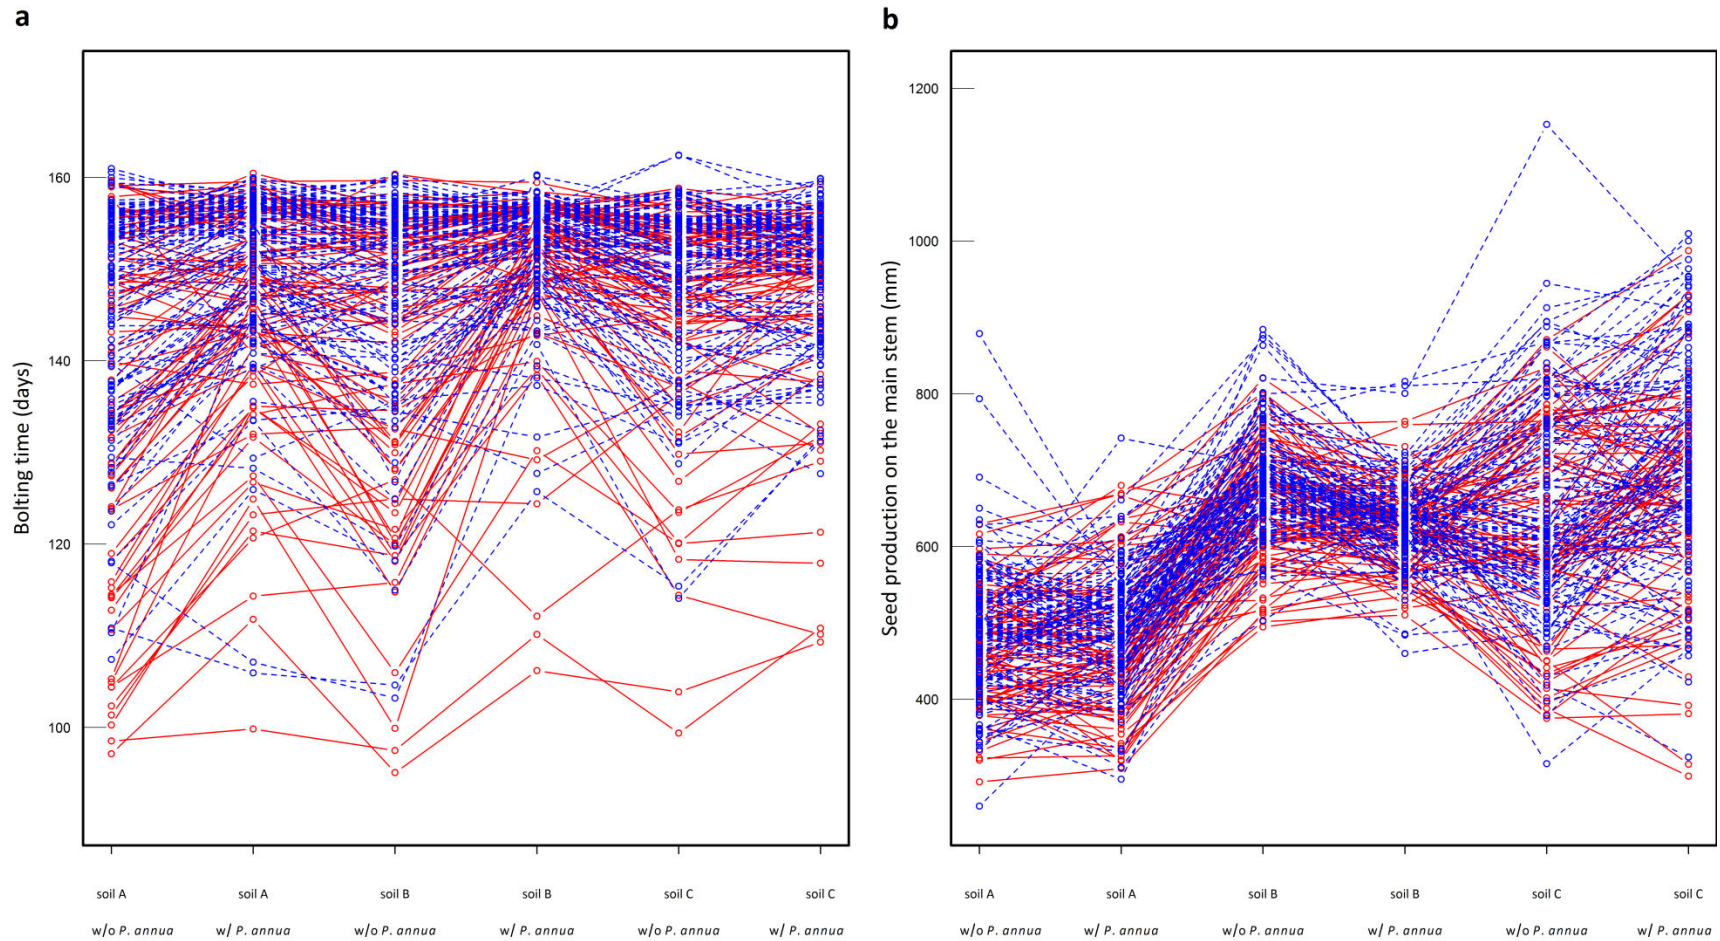 a
Bolting time (days)
160
140
120
100
soil A
soil A
soil B
soil B
soil C
soil C
w/o P. annua
w/ P. annua
w/o P. annua
w/ P. annua
w/o P. annua
w/ P. annua
b
Seed production on the main stem (mm)
1200
1000
800
600
400
soil A
soil A
soil B
soil B
soil C
soil C
w/o P. annua
w/ P. annua
w/o P. annua
w/ P. annua
w/o P. annua
w/ P. annua